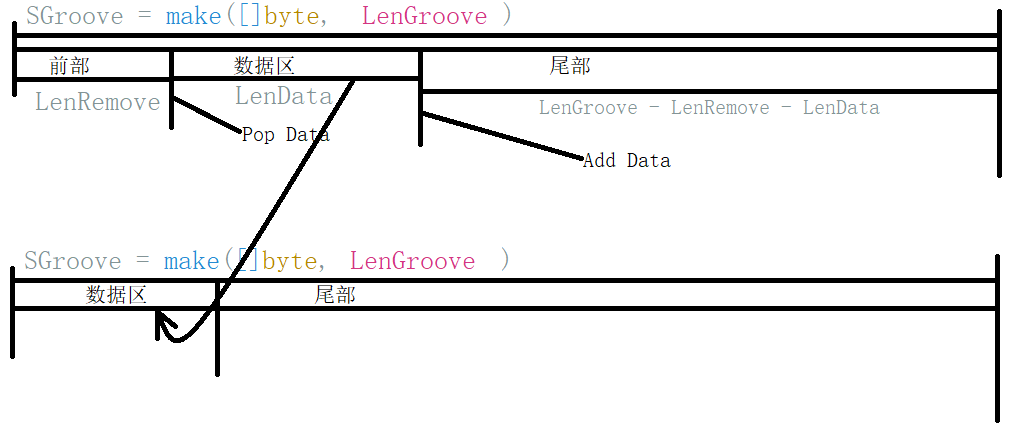 SGroove = make([]byte, LenGroove )
前部 数据区 尾部
LenRemove LenData LenGroove - LenRemove - LenData
Pop Data
Add Data
SGroove = make([]byte, LenGroove )
数据区 尾部